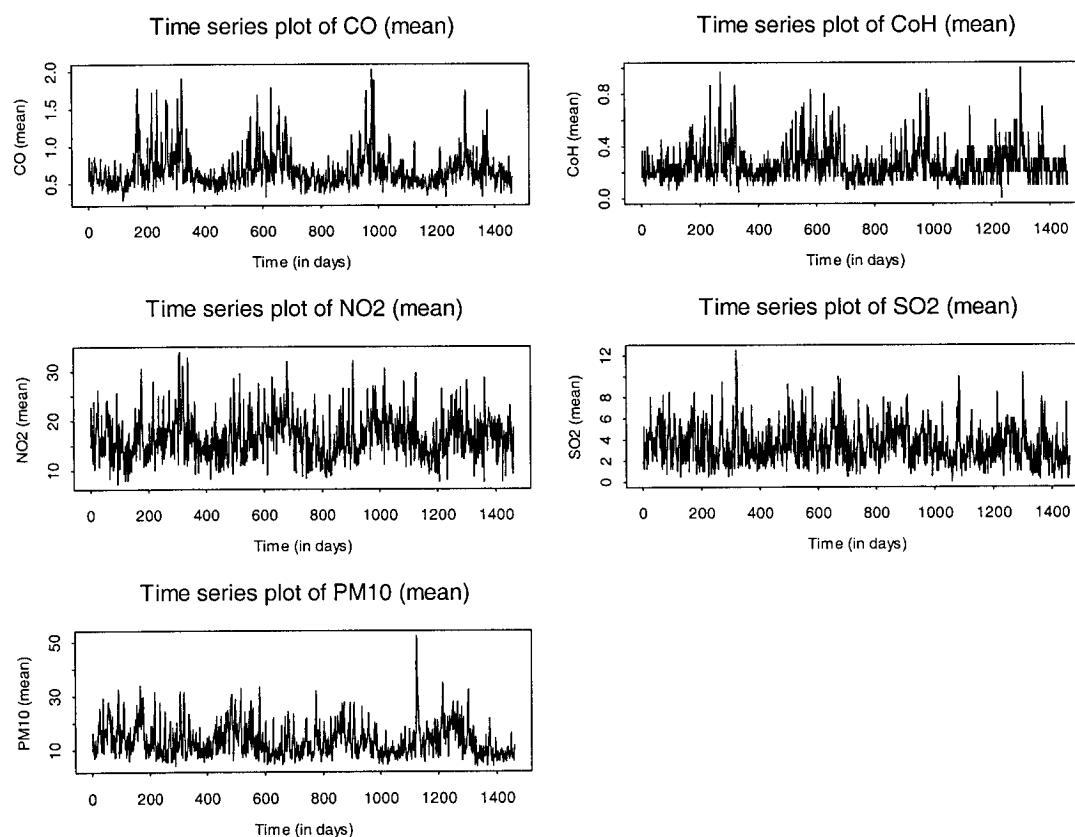 Time series plot of CO (mean)
CO (mean)
2.0
1.5
1.0
0.5
0 200 400 600 800 1000 1200 1400
Time (in days)
Time series plot of CoH (mean)
CoH (mean)
0.8
0.4
0.0
0 200 400 600 800 1000 1200 1400
Time (in days)
Time series plot of NO2 (mean)
NO2 (mean)
30
20
10
0 200 400 600 800 1000 1200 1400
Time (in days)
Time series plot of SO2 (mean)
SO2 (mean)
12
8
6
4
2
0
0 200 400 600 800 1000 1200 1400
Time (in days)
Time series plot of PM10 (mean)
PM10 (mean)
50
30
10
0 200 400 600 800 1000 1200 1400
Time (in days)